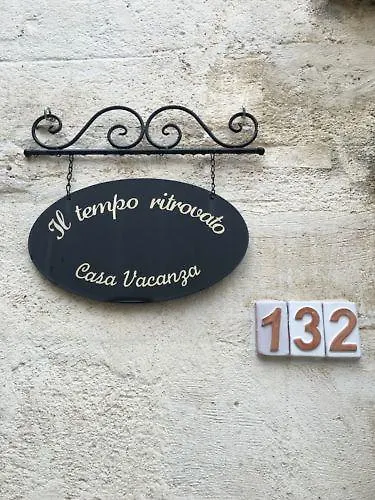 Il tempo ritrovato
Casa Vacanza
132